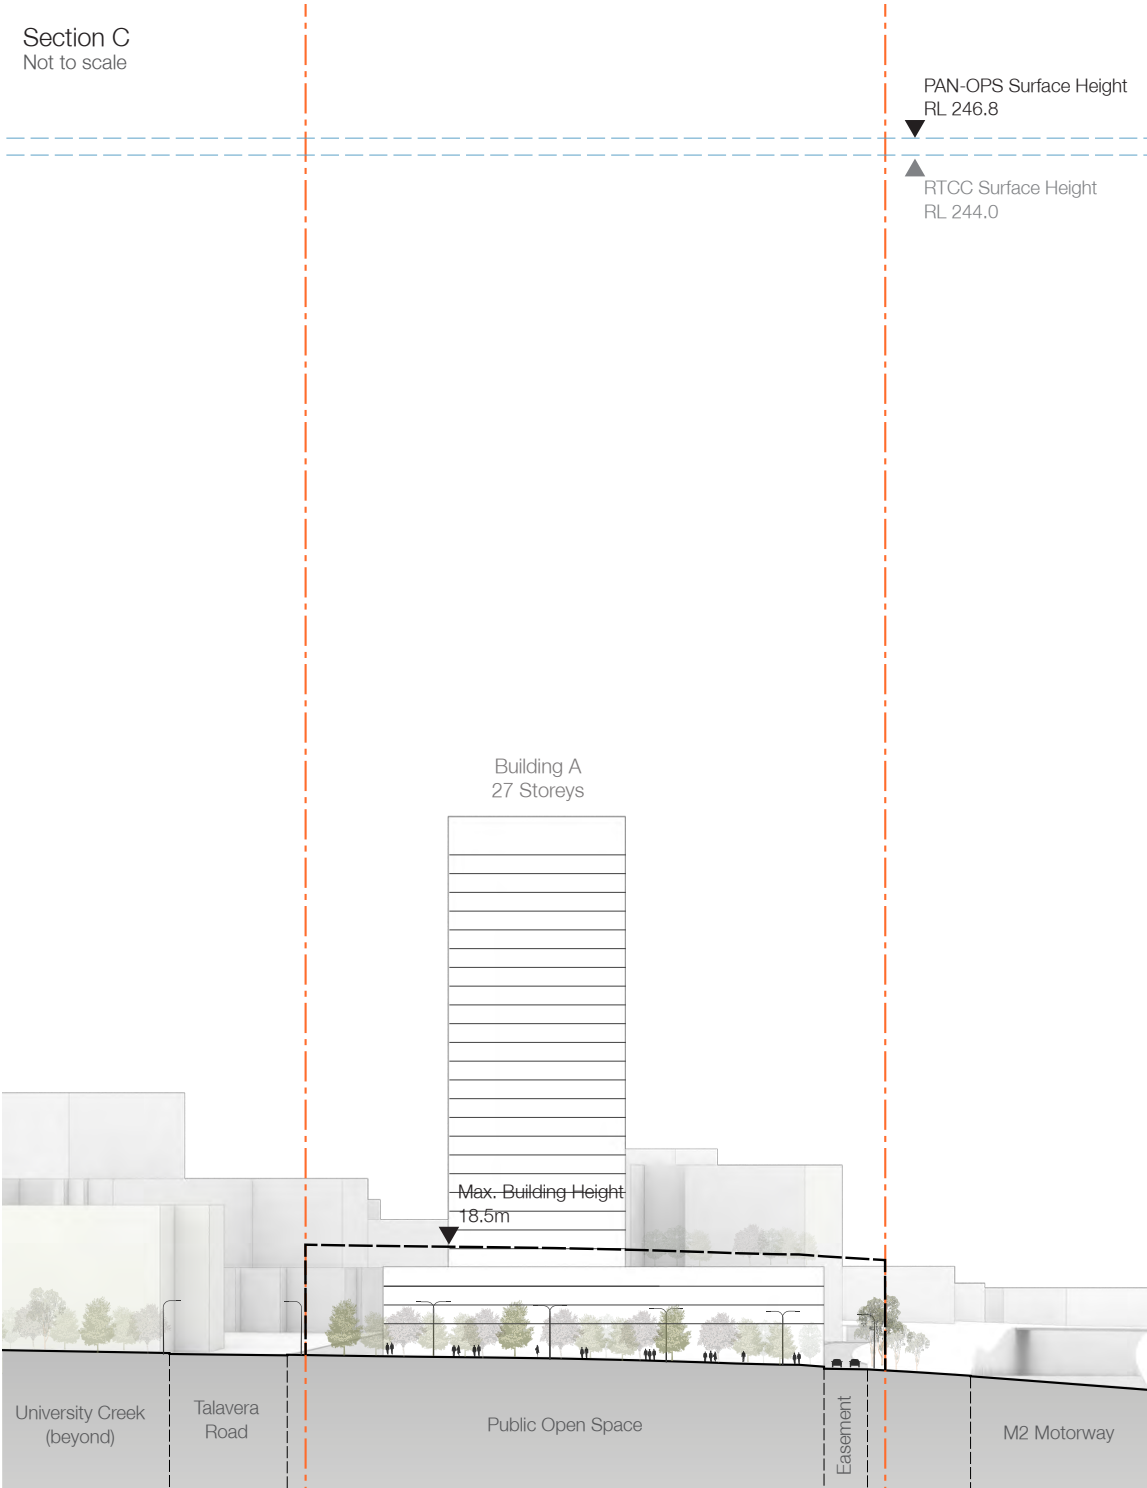 Section C
Not to scale
PAN-OPS Surface Height
RL 246.8
RTCC Surface Height
RL 244.0
Building A
27 Storeys
Max. Building Height
18.5m
University Creek
(beyond)
Talavera
Road
Public Open Space
Easement
M2 Motorway